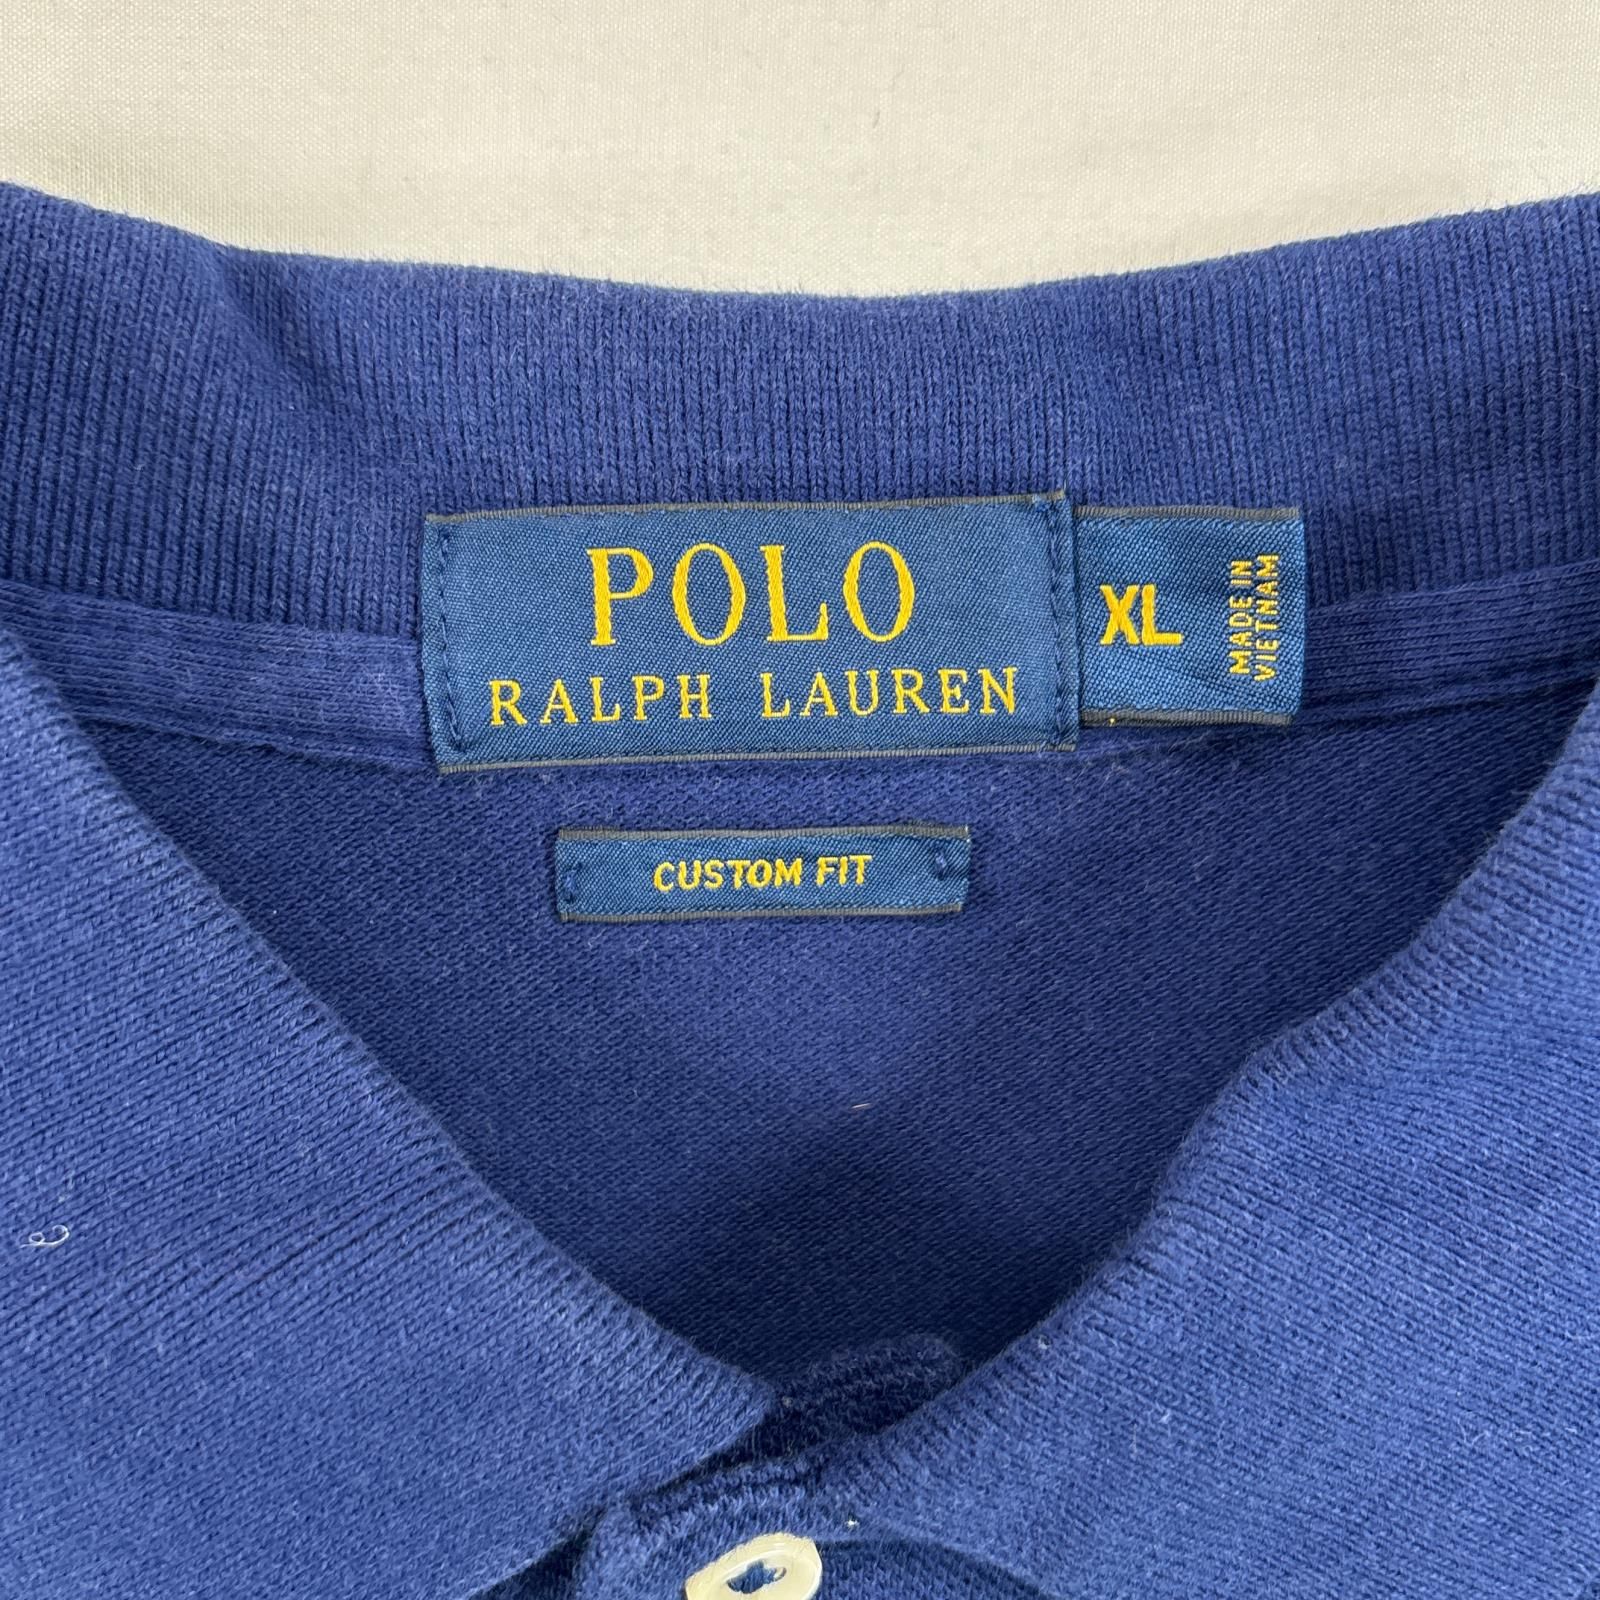 POLO
RALPH LAUREN
XL
MADE IN
VIETNAM
CUSTOM FIT